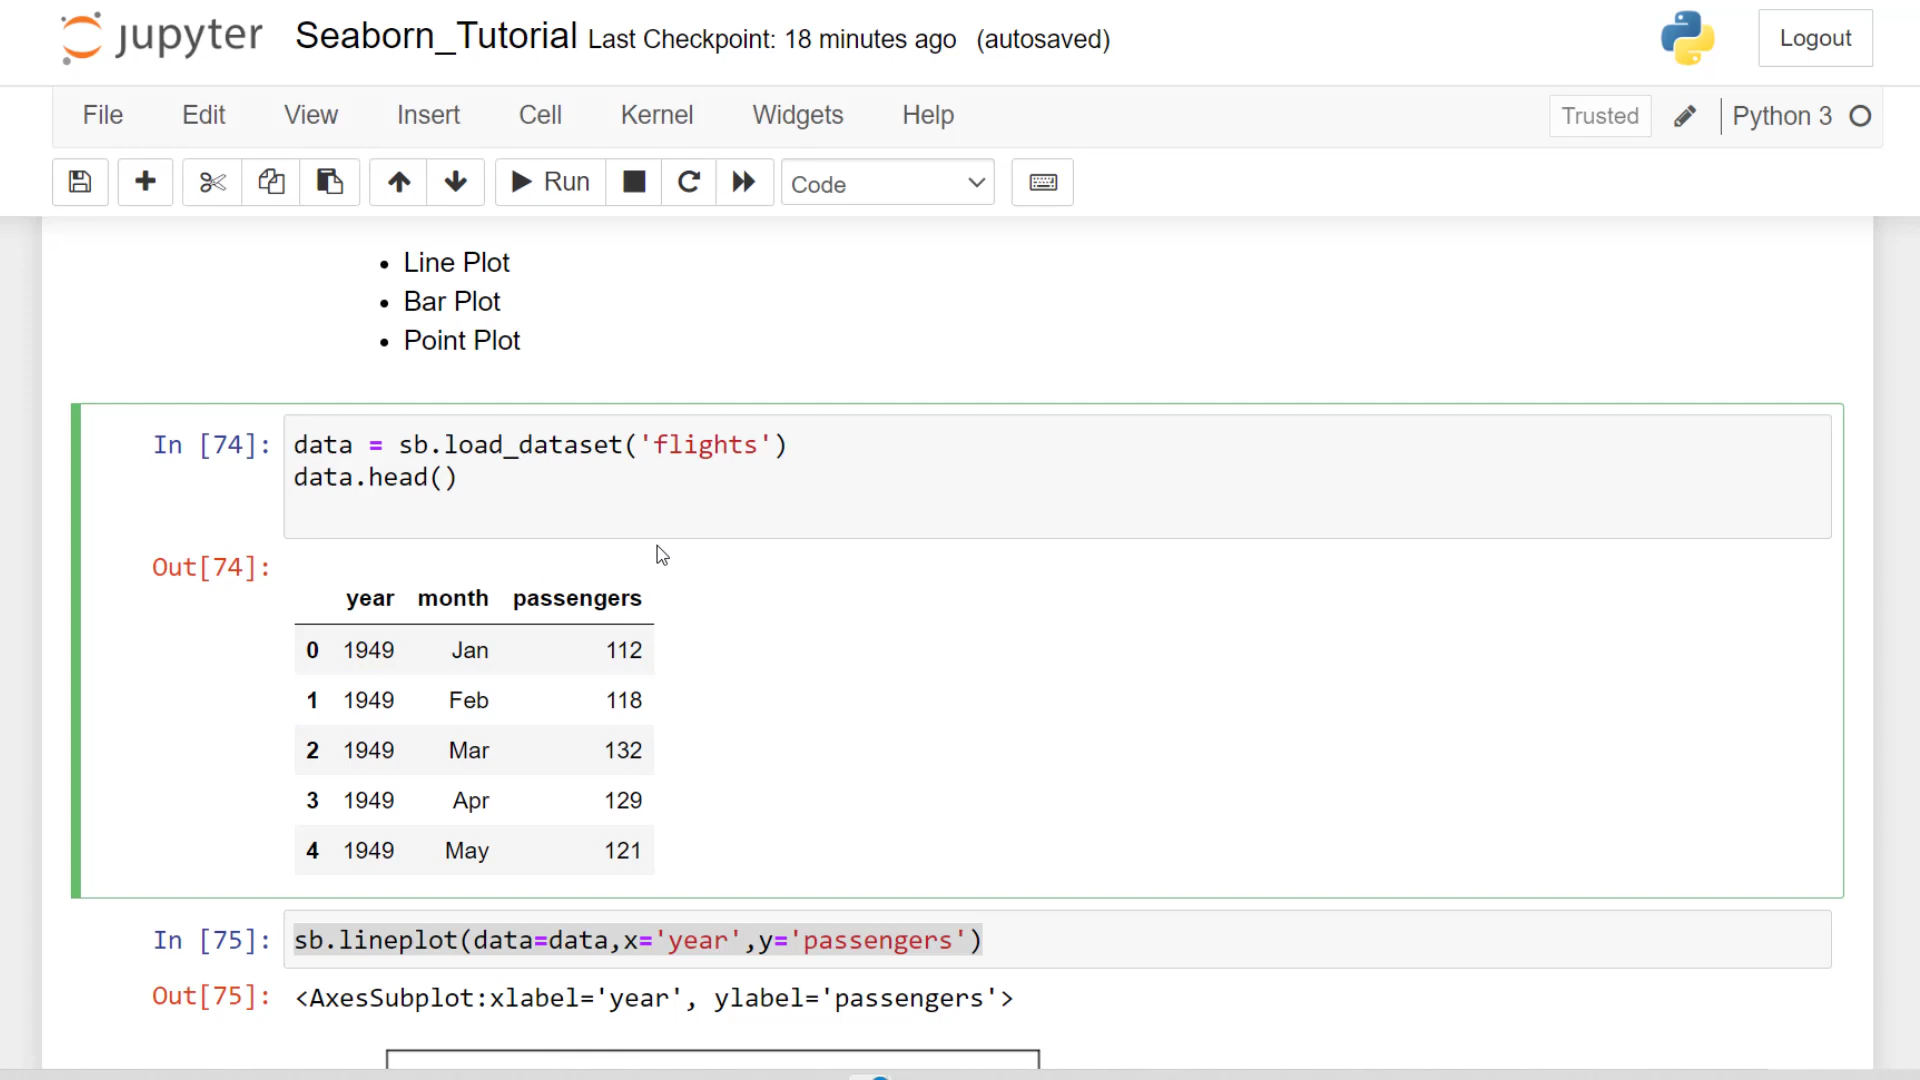 jupyter Seaborn_Tutorial Last Checkpoint: 18 minutes ago (autosaved) Logout
File Edit View Insert Cell Kernel Widgets Help Trusted Python 3
Run Code
• Line Plot
• Bar Plot
• Point Plot
In [74]: data = sb.load_dataset('flights')
data.head()
Out[74]:
year month passengers
0 1949 Jan 112
1 1949 Feb 118
2 1949 Mar 132
3 1949 Apr 129
4 1949 May 121
In [75]: sb.lineplot(data=data,x='year',y='passengers')
Out[75]: <AxesSubplot:xlabel='year', ylabel='passengers'>